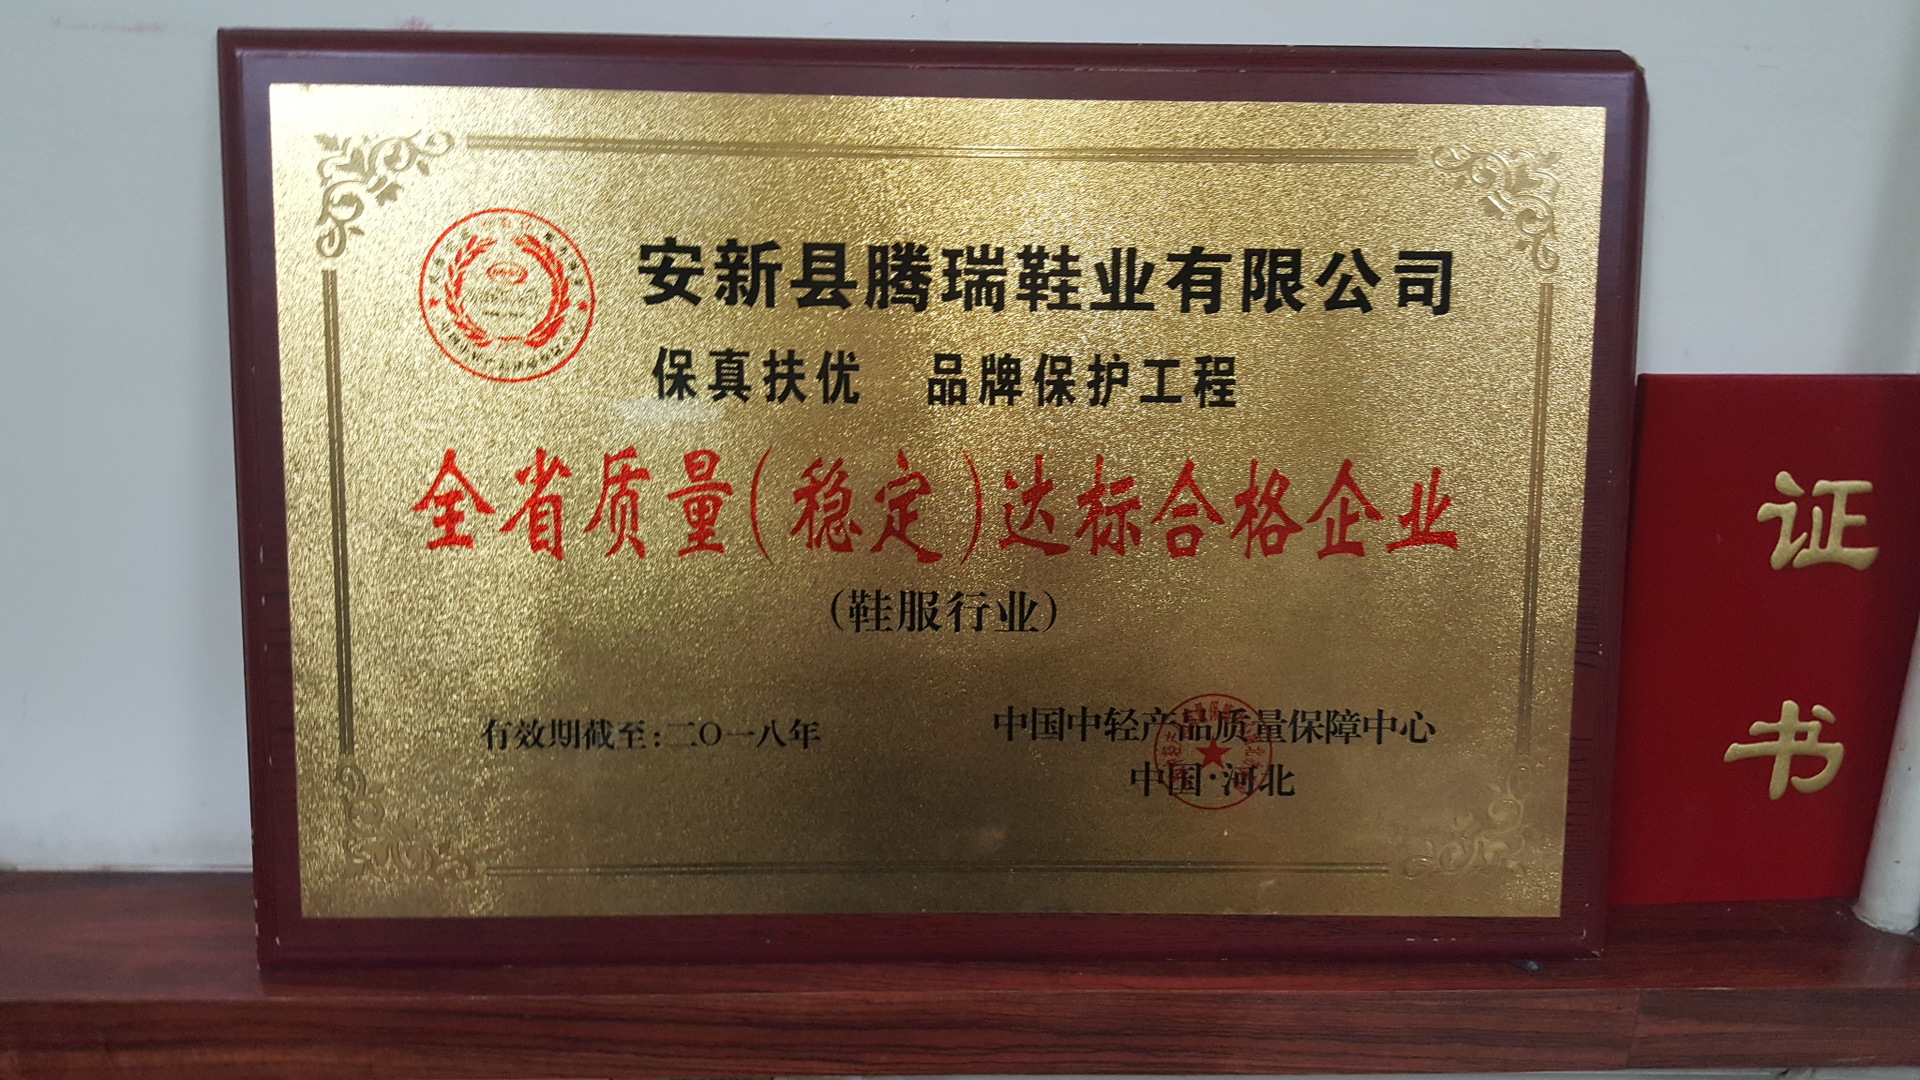 安新县腾瑞鞋业有限公司
保真扶优 品牌保护工程
全省质量(稳定)达标合格企业
(鞋服行业)
有效期截至:二〇一八年
中国中轻产品质量保障中心
中国·河北
证书